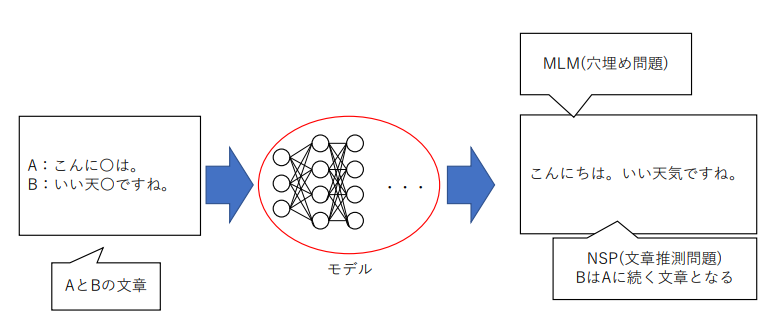 MLM(穴埋め問題)
A：こんに〇は。
B：いい天〇ですね。
・・・
こんにちは。いい天気ですね。
モデル
AとBの文章
NSP(文章推測問題)
BはAに続く文章となる